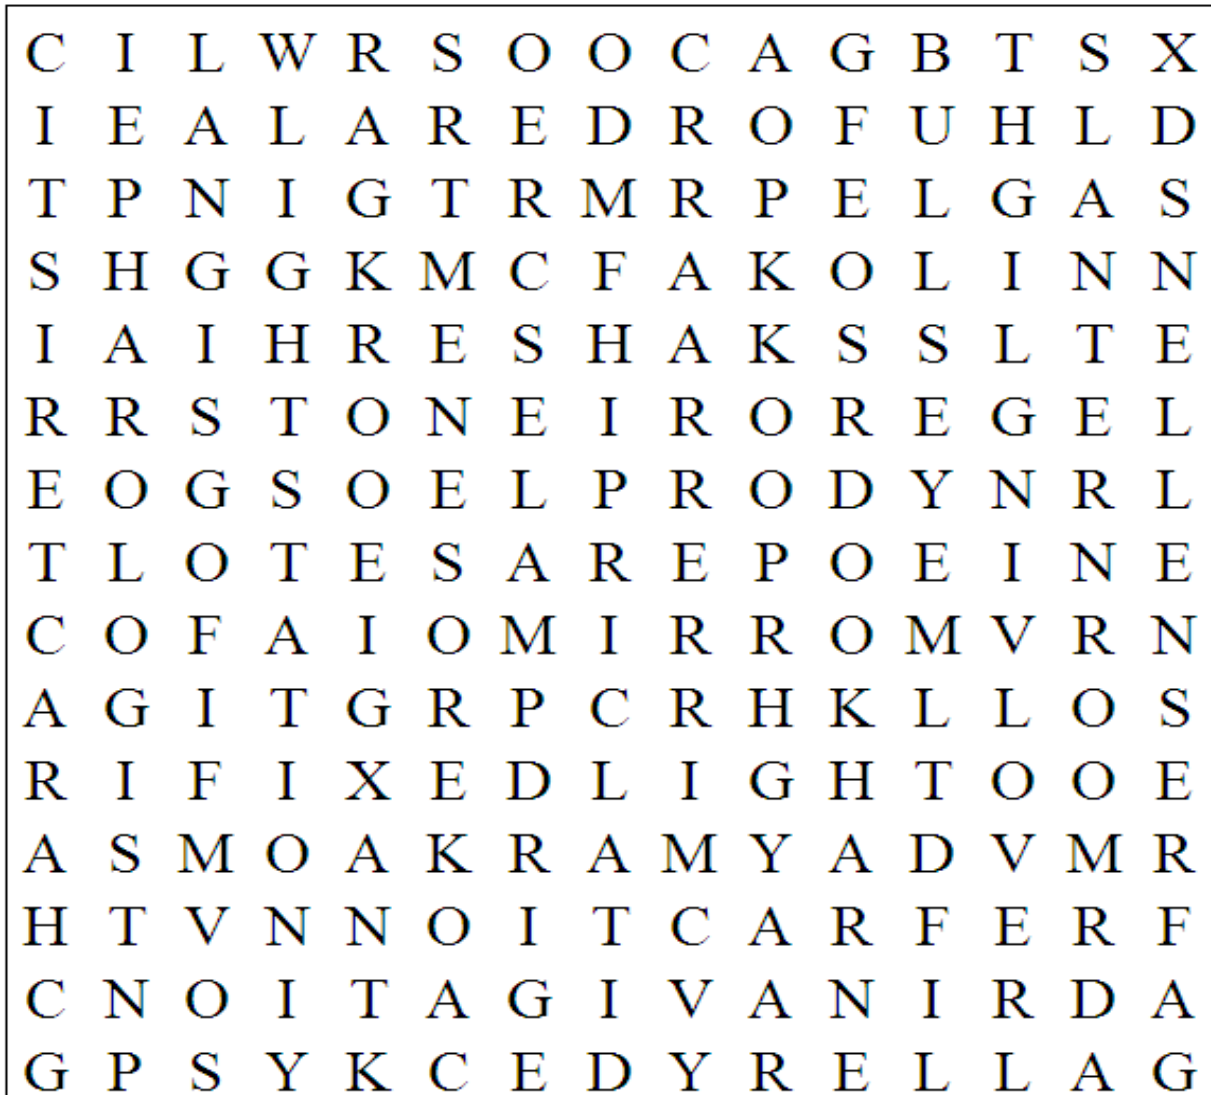 C I L W R S O O C A G B T S X
I E A L A R E D R O F U H L D
T P N I G T R M R P E L G A S
S H G G K M C F A K O L I N N
I A I H R E S H A K S S L T E
R R S T O N E I R O R E G E L
E O G S O E L P R O D Y N R L
T L O T E S A R E P O E I N E
C O F A I O M I R R O M V R N
A G I T G R P C R H K L L O S
R I F I X E D L I G H T O O E
A S M O A K R A M Y A D V M R
H T V N N O I T C A R F E R F
C N O I T A G I V A N I R D A
G P S Y K C E D Y R E L L A G